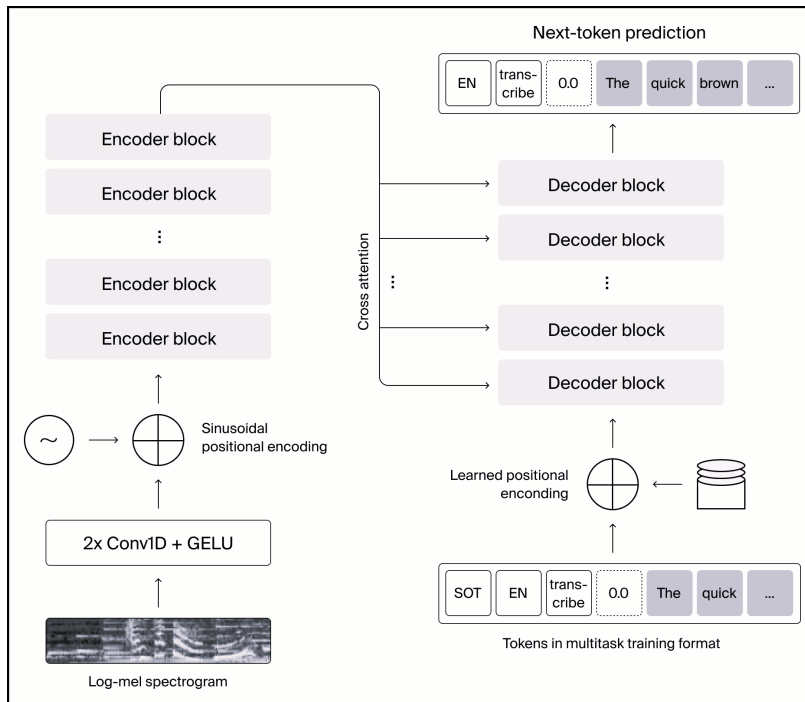 Next-token prediction
EN
trans-
cribe
0.0
The
quick
brown
...
Encoder block
Encoder block
Encoder block
Encoder block
Cross attention
Decoder block
Decoder block
Decoder block
Decoder block
~
Sinusoidal
positional encoding
2x Conv1D + GELU
Log-mel spectrogram
Learned positional
enconding
SOT
EN
trans-
cribe
0.0
The
quick
...
Tokens in multitask training format